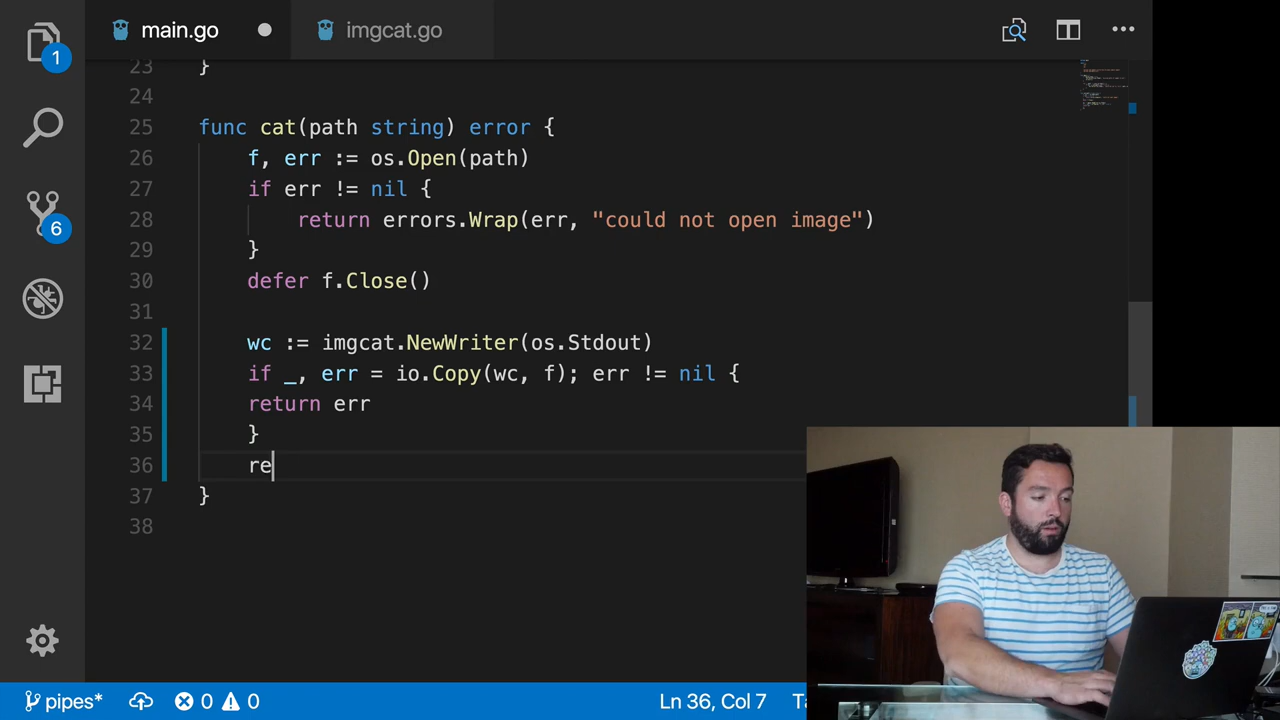 main.go
imgcat.go
1
6
23 }
24
25 func cat(path string) error {
26 f, err := os.Open(path)
27 if err != nil {
28 return errors.Wrap(err, "could not open image")
29 }
30 defer f.Close()
31
32 wc := imgcat.NewWriter(os.Stdout)
33 if _, err = io.Copy(wc, f); err != nil {
34 return err
35 }
36 re
37 }
38
pipes* 0 0 Ln 36, Col 7